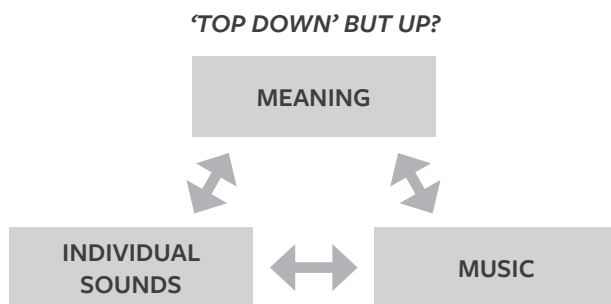 ‘TOP DOWN’ BUT UP?
MEANING
INDIVIDUAL
SOUNDS
MUSIC